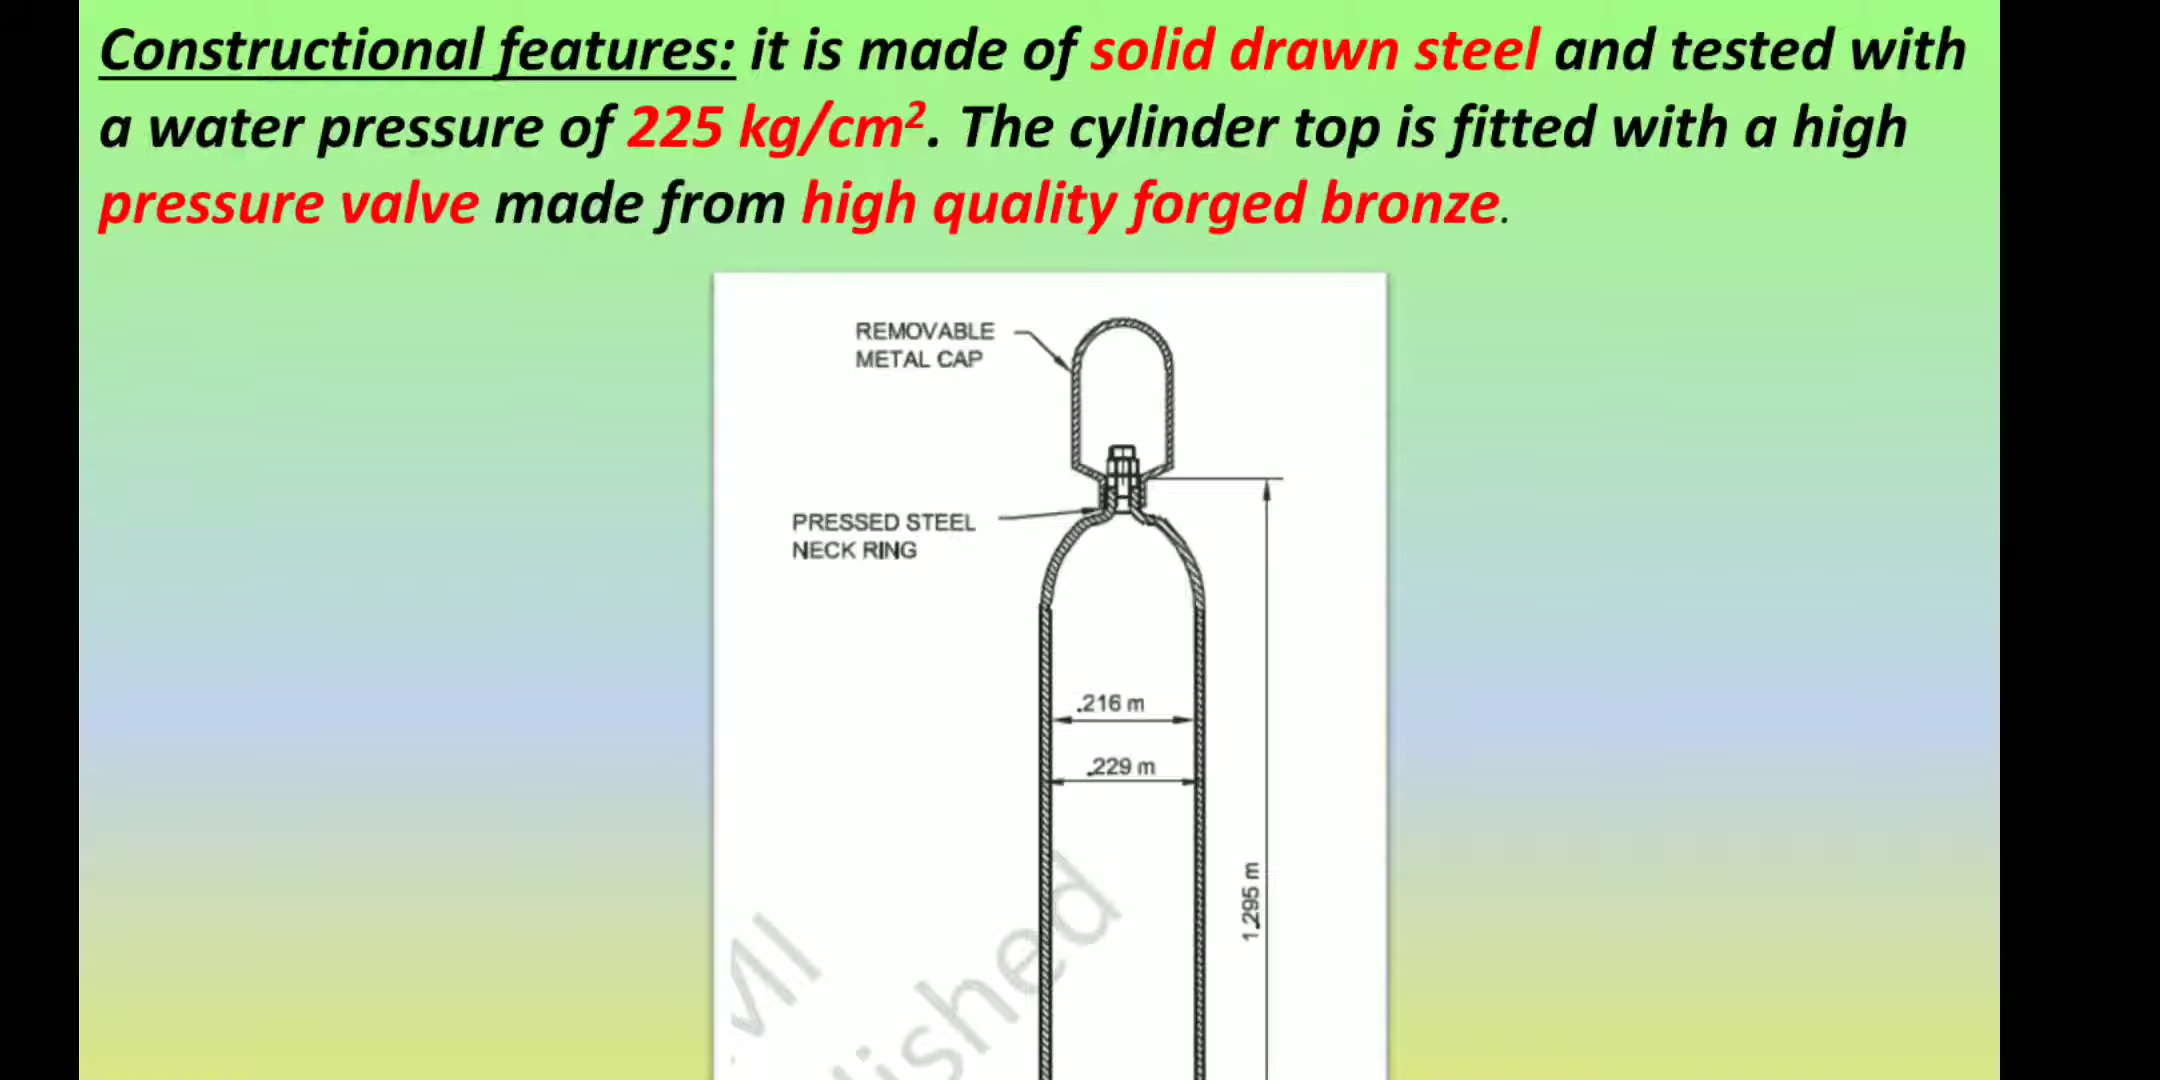 Constructional features: it is made of solid drawn steel and tested with
a water pressure of 225 kg/cm². The cylinder top is fitted with a high
pressure valve made from high quality forged bronze.
REMOVABLE
METAL CAP
PRESSED STEEL
NECK RING
.216 m
.229 m
1.295 m